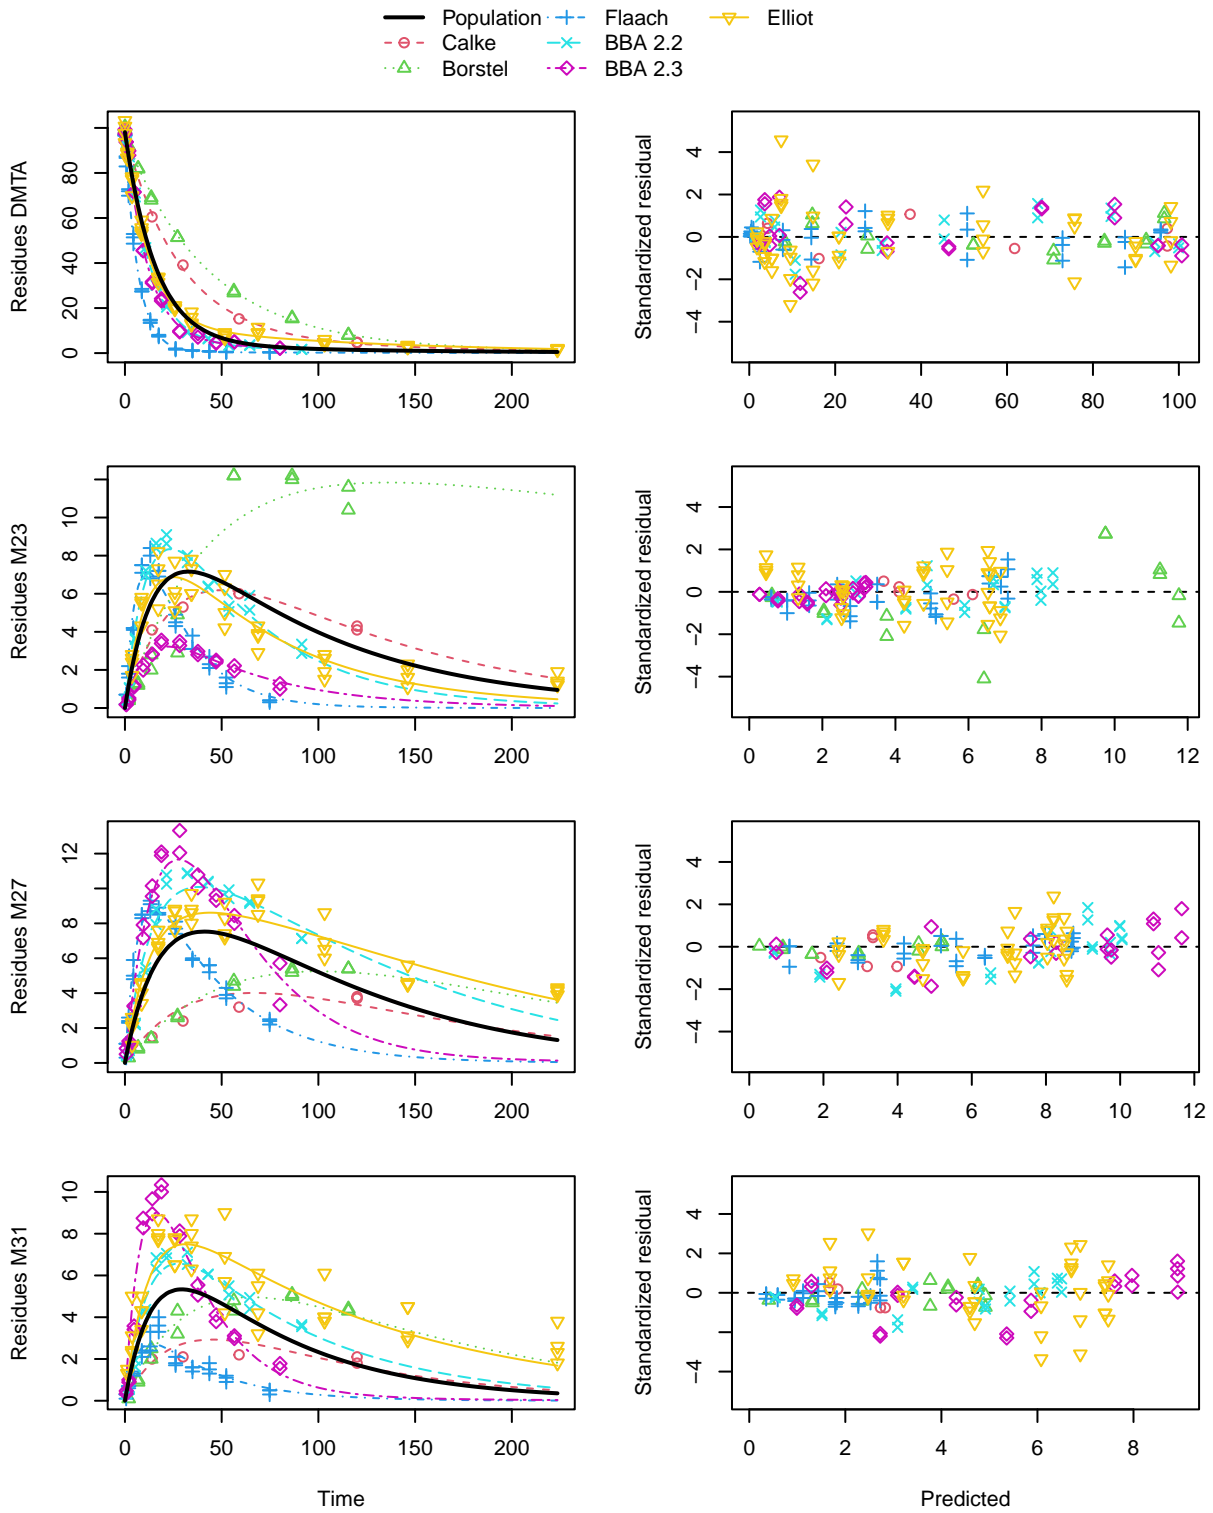 Population Flaach Elliot
Calke BBA 2.2
Borstel BBA 2.3
Residues DMTA
0 20 40 60 80
0 50 100 150 200
Standardized residual
−4 −2 0 2 4
0 20 40 60 80 100
Residues M23
0 2 4 6 8 10
0 50 100 150 200
Standardized residual
−4 −2 0 2 4
0 2 4 6 8 10 12
Residues M27
0 2 4 6 8 12
0 50 100 150 200
Standardized residual
−4 −2 0 2 4
0 2 4 6 8 10 12
Residues M31
0 2 4 6 8 10
0 50 100 150 200
Time
Standardized residual
−4 −2 0 2 4
0 2 4 6 8
Predicted